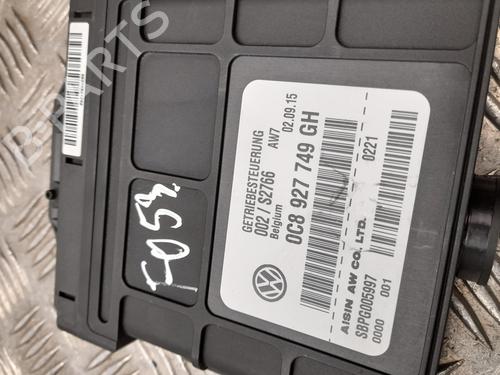 GETRIEBESTEUERUNG
002 / S2766 AW7 02.09.15
Belgium
0C8 927 749 GH
0221
AISIN AW CO., LTD.
SBPG005997
0000 001
B-PARTS